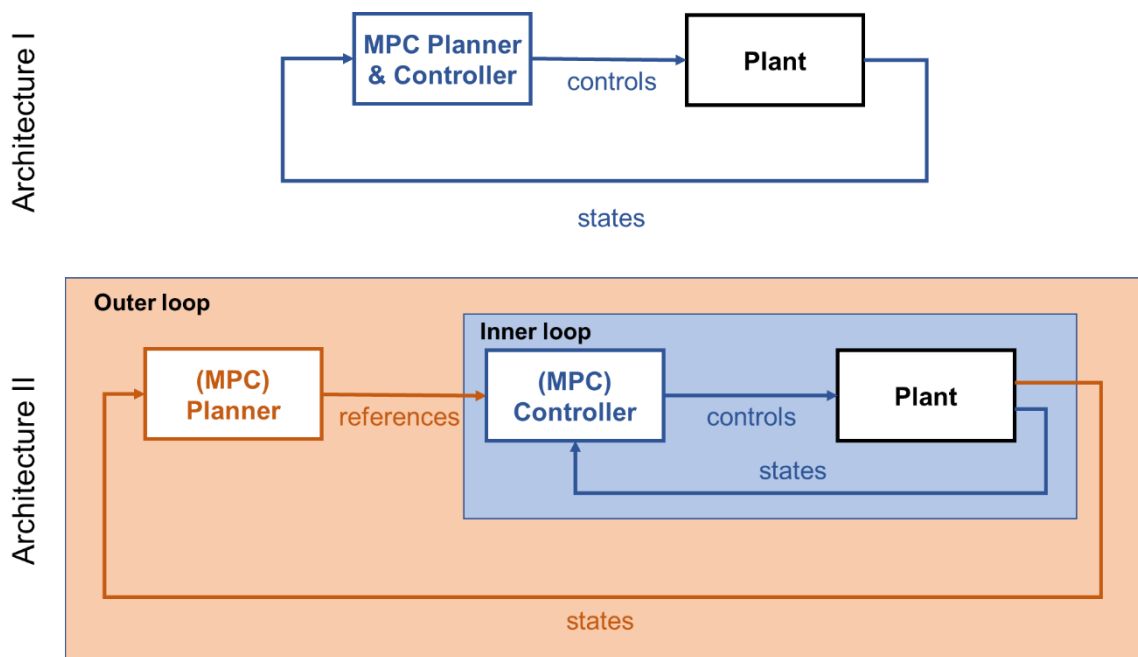 Architecture I
MPC Planner
& Controller
controls
Plant
states
Architecture II
Outer loop
Inner loop
(MPC)
Planner
references
(MPC)
Controller
controls
Plant
states
states